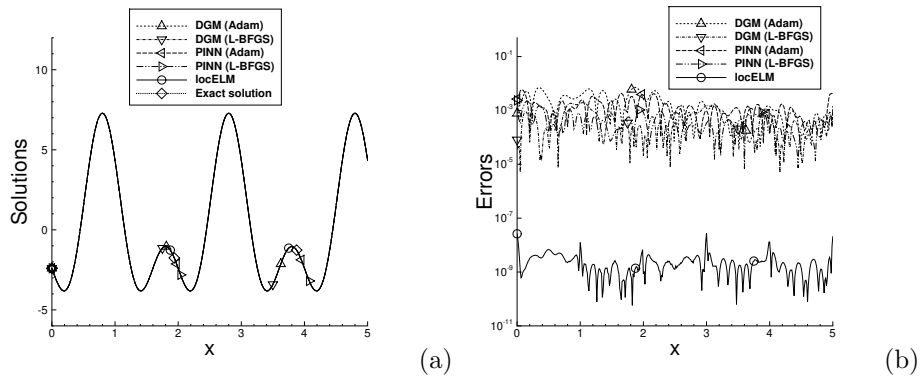 DGM (Adam)
DGM (L-BFGS)
PINN (Adam)
PINN (L-BFGS)
locELM
Exact solution
Solutions
10
5
0
-5
0
1
2
3
4
5
x
(a)
DGM (Adam)
DGM (L-BFGS)
PINN (Adam)
PINN (L-BFGS)
locELM
Errors
10-1
10-3
10-5
10-7
10-9
10-11
0
1
2
3
4
5
x
(b)